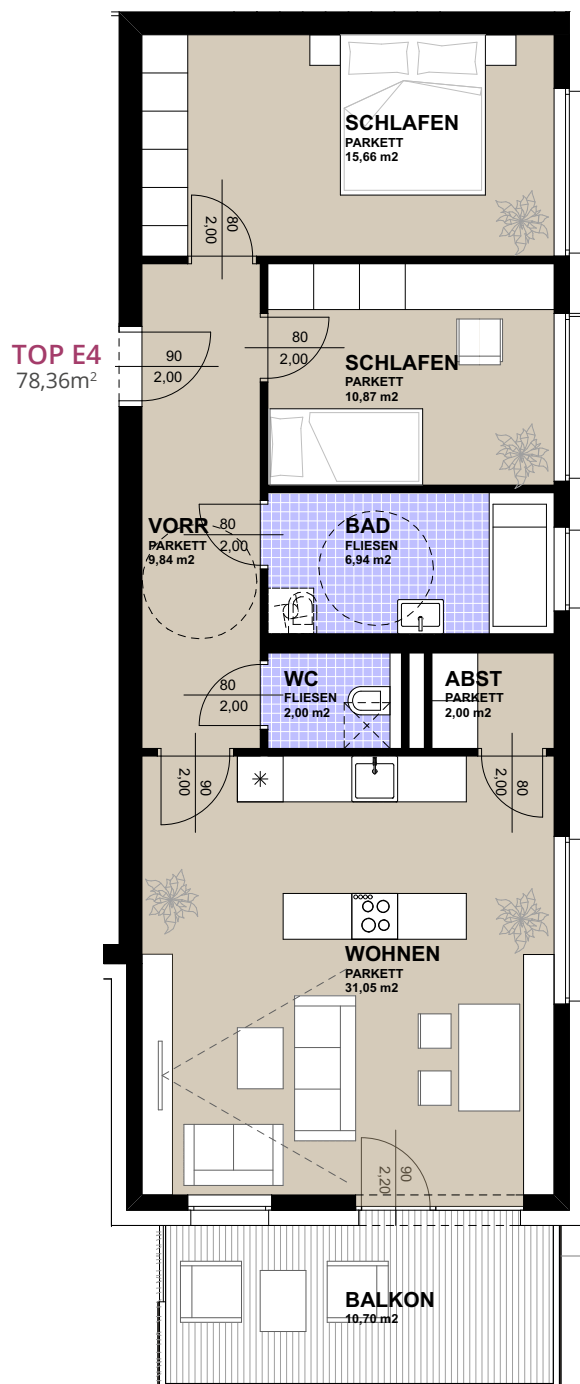 SCHLAFEN
PARKETT
15,66 m2
80
2,00
TOP E4
78,36m²
90
2,00
80
2,00
SCHLAFEN
PARKETT
10,87 m2
VORR
PARKETT
9,84 m2
80
2,00
BAD
FLIESEN
6,94 m2
80
2,00
WC
FLIESEN
2,00 m2
ABST
PARKETT
2,00 m2
90
2,00
80
2,00
WOHNEN
PARKETT
31,05 m2
90
2,20
BALKON
10,70 m2